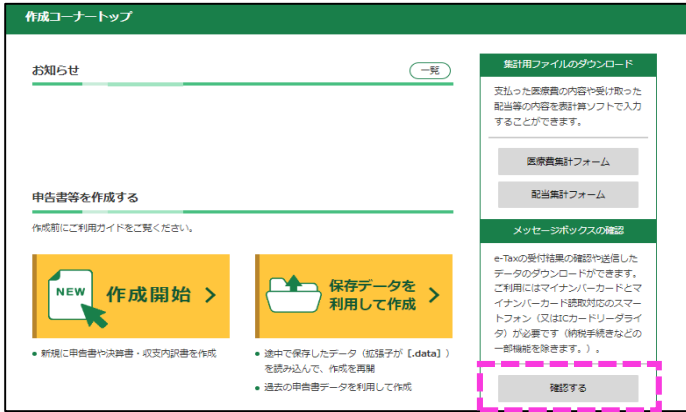 作成コーナートップ
お知らせ
一覧
申告書等を作成する
作成前にご利用ガイドをご覧ください。
NEW
作成開始
保存データを
利用して作成
新規に申告書や決算書・収支内訳書を作成
途中で保存したデータ（拡張子が【.data】）
を読み込んで、作成を再開
過去の申告書データを利用して作成
集計用ファイルのダウンロード
支払った医療費の内容や受け取った
配当等の内容を表計算ソフトで入力
することができます。
医療費集計フォーム
配当集計フォーム
メッセージボックスの確認
e-Taxの受付結果の確認や送信した
データのダウンロードができます。
ご利用にはマイナンバーカードとマ
イナンバーカード読取対応のスマー
トフォン（又はICカードリーダライ
タ）が必要です（納税手続きなどの
一部機能を除きます。）。
確認する